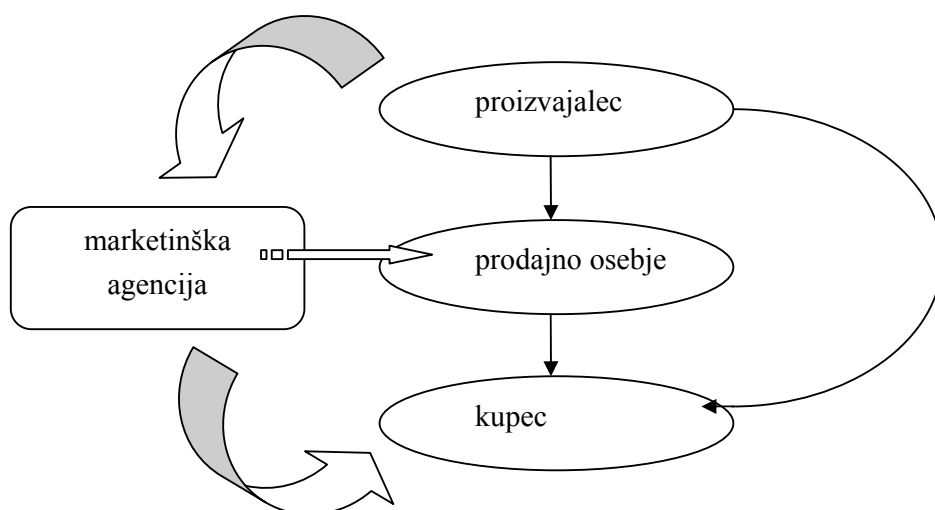 proizvajalec
marketinška
agencija
prodajno osebje
kupec